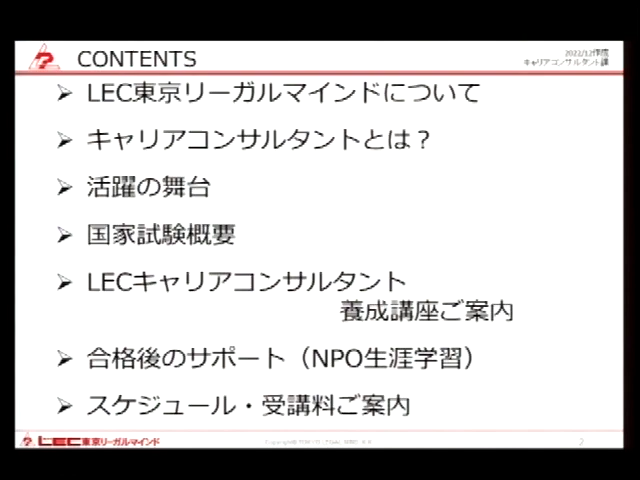 CONTENTS
2022/12作成
キャリアコンサルタント課
➢ LEC東京リーガルマインドについて
➢ キャリアコンサルタントとは？
➢ 活躍の舞台
➢ 国家試験概要
➢ LECキャリアコンサルタント
養成講座ご案内
➢ 合格後のサポート（NPO生涯学習）
➢ スケジュール・受講料ご案内
LEC東京リーガルマインド
2